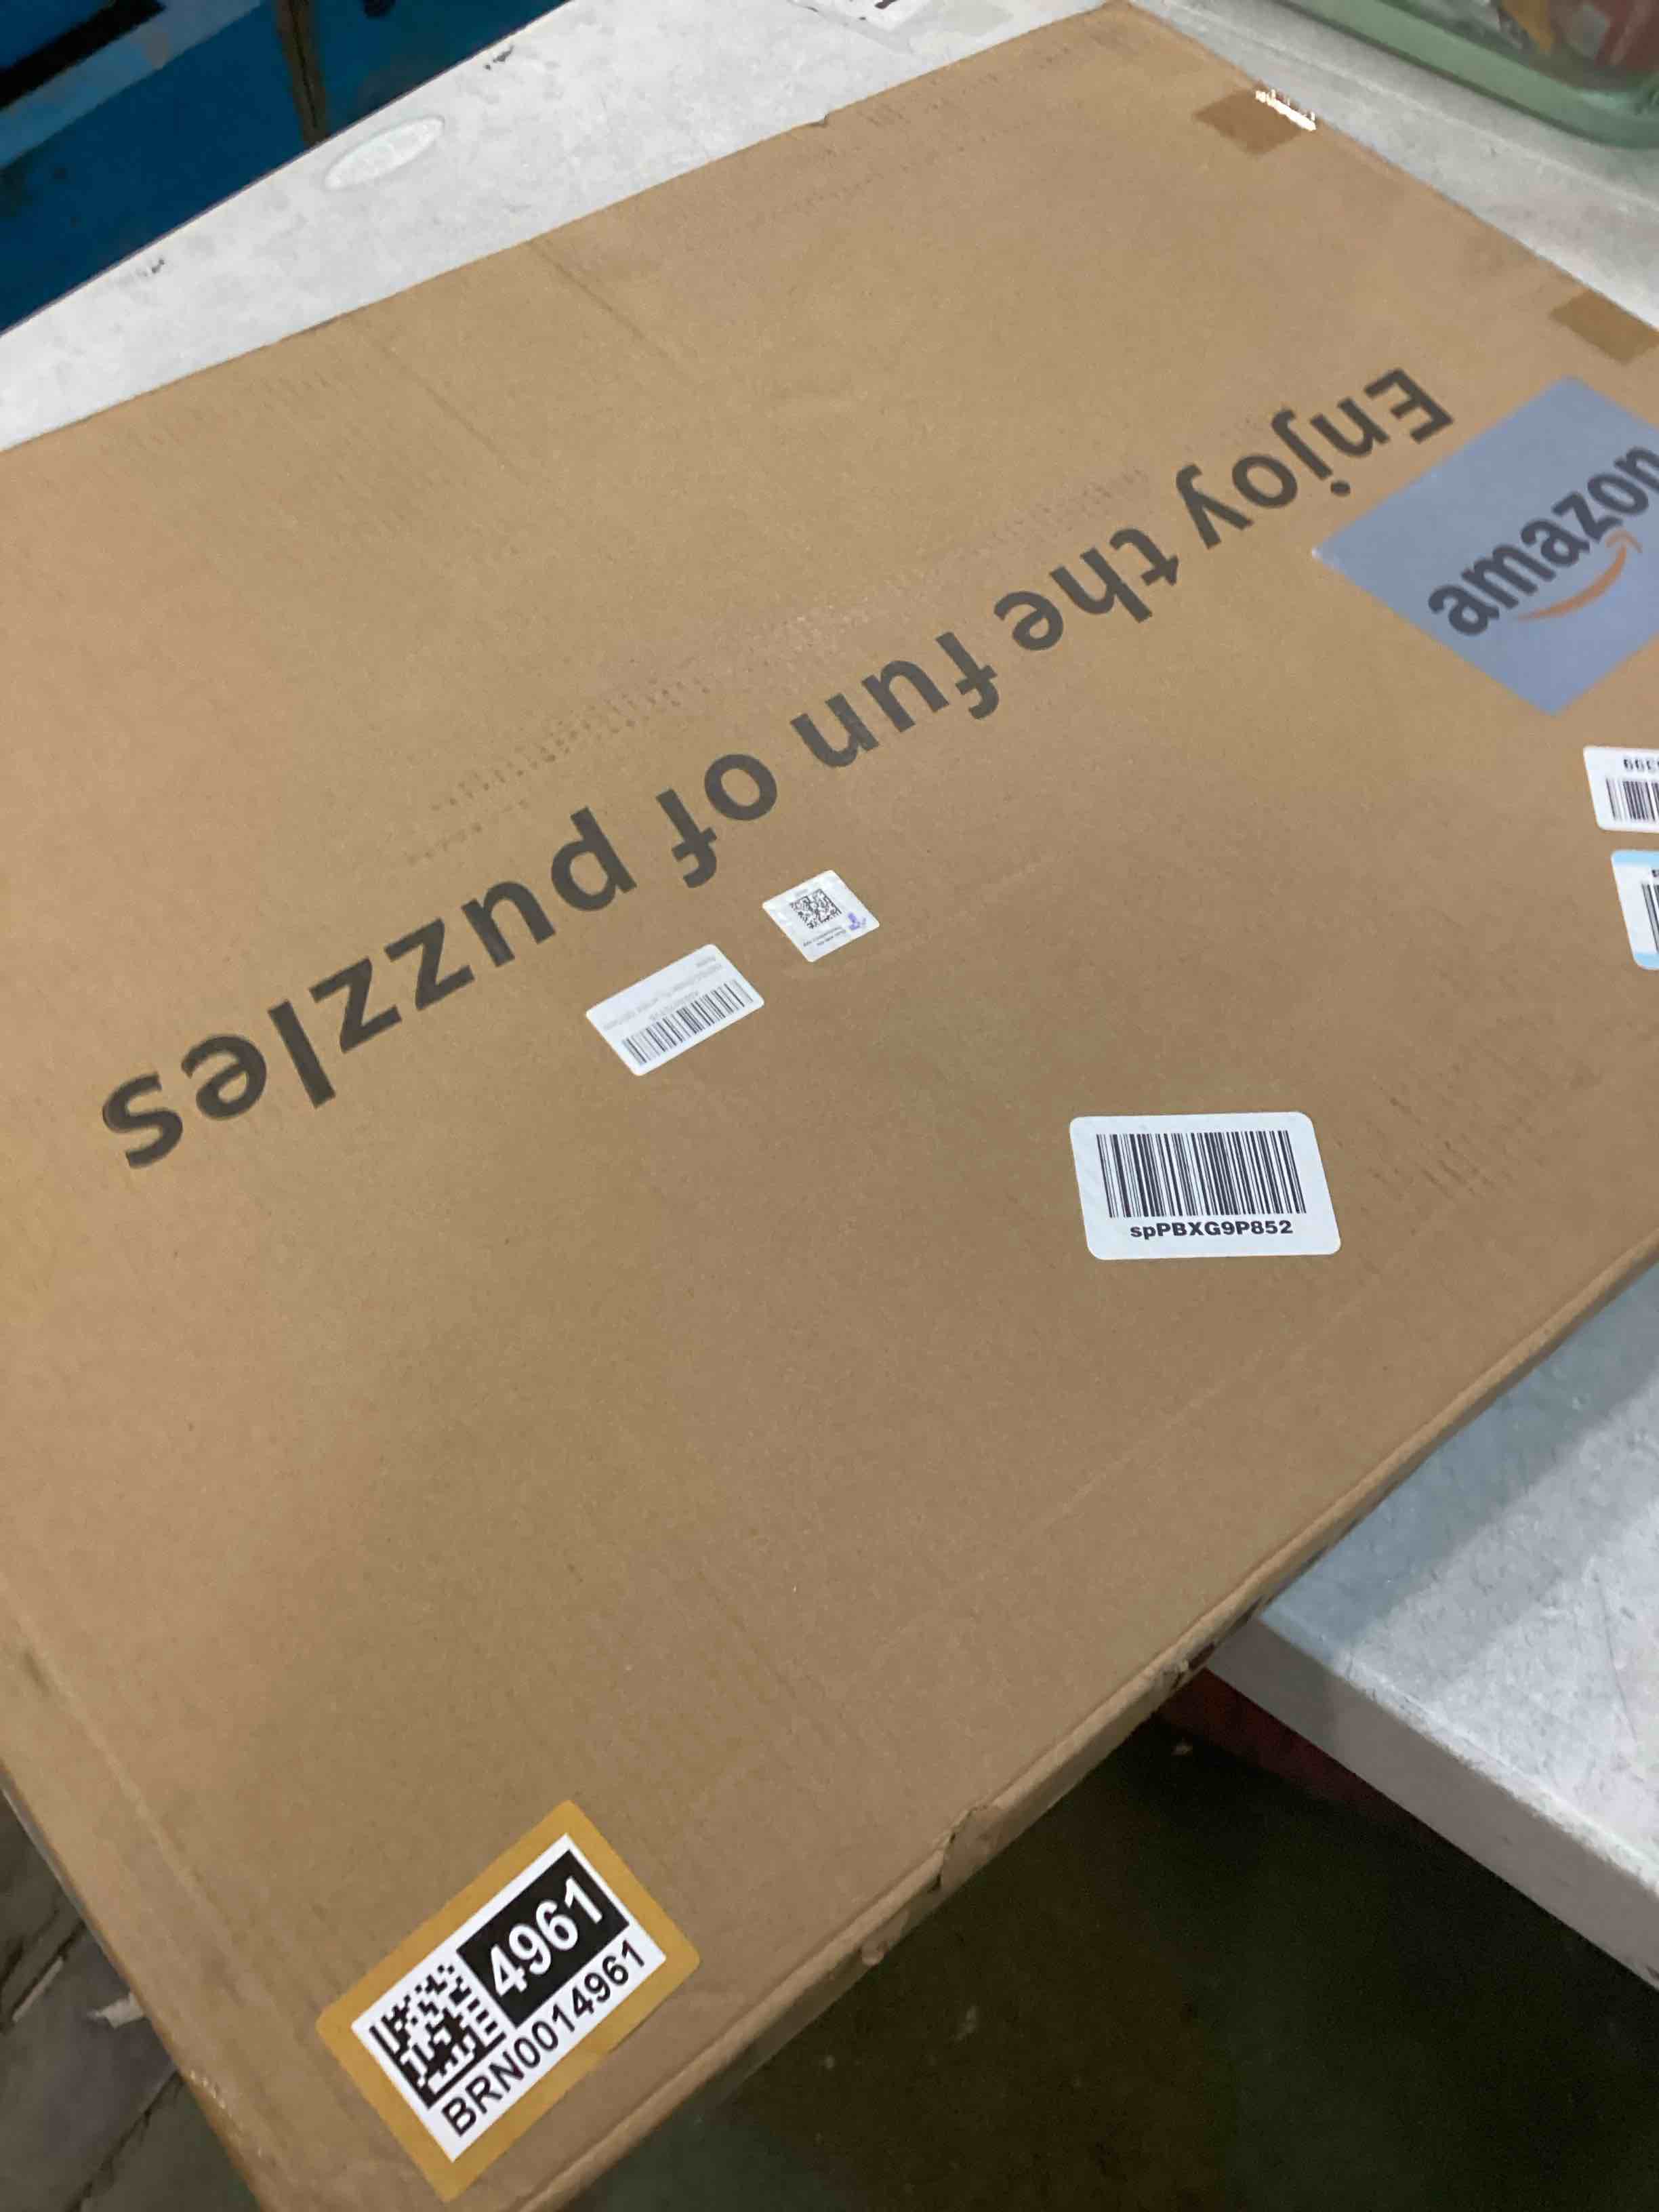 Enjoy the fun of puzzles
amazon
spPBXG9P852
4961
BRN0014961